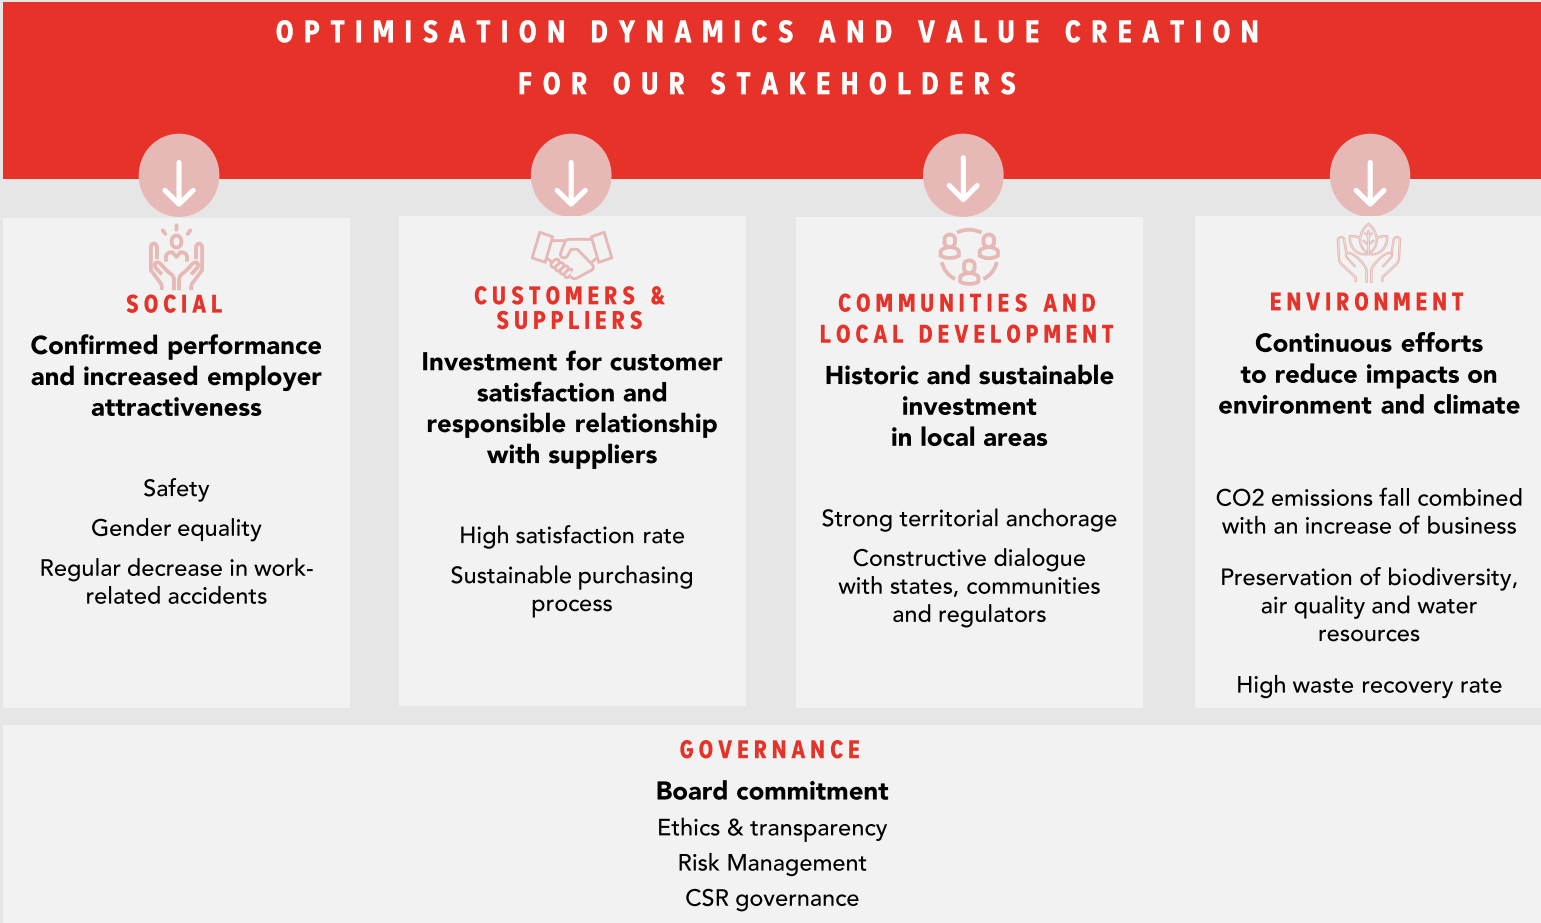 OPTIMISATION DYNAMICS AND VALUE CREATION
FOR OUR STAKEHOLDERS
SOCIAL
Confirmed performance
and increased employer
attractiveness
Safety
Gender equality
Regular decrease in work-
related accidents
CUSTOMERS &
SUPPLIERS
Investment for customer
satisfaction and
responsible relationship
with suppliers
High satisfaction rate
Sustainable purchasing
process
COMMUNITIES AND
LOCAL DEVELOPMENT
Historic and sustainable
investment
in local areas
Strong territorial anchorage
Constructive dialogue
with states, communities
and regulators
ENVIRONMENT
Continuous efforts
to reduce impacts on
environment and climate
CO2 emissions fall combined
with an increase of business
Preservation of biodiversity,
air quality and water
resources
High waste recovery rate
GOVERNANCE
Board commitment
Ethics & transparency
Risk Management
CSR governance